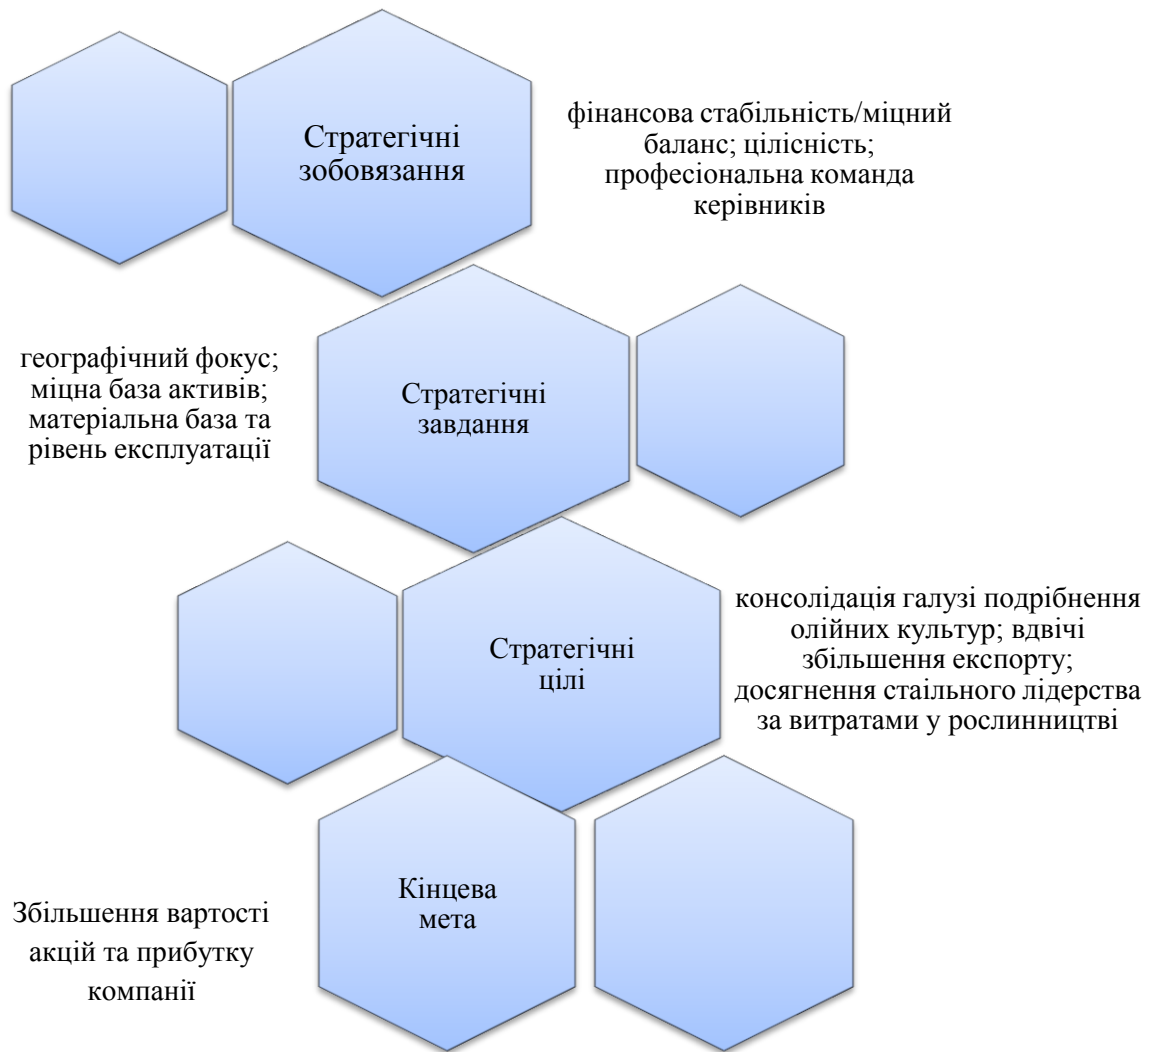 Стратегічні
зобовязання
фінансова стабільність/міцний
баланс; цілісність;
професіональна команда
керівників
географічний фокус;
міцна база активів;
матеріальна база та
рівень експлуатації
Стратегічні
завдання
Стратегічні
цілі
консолідація галузі подрібнення
олійних культур; вдвічі
збільшення експорту;
досягнення стаільного лідерства
за витратами у рослинництві
Кінцева
мета
Збільшення вартості
акцій та прибутку
компанії